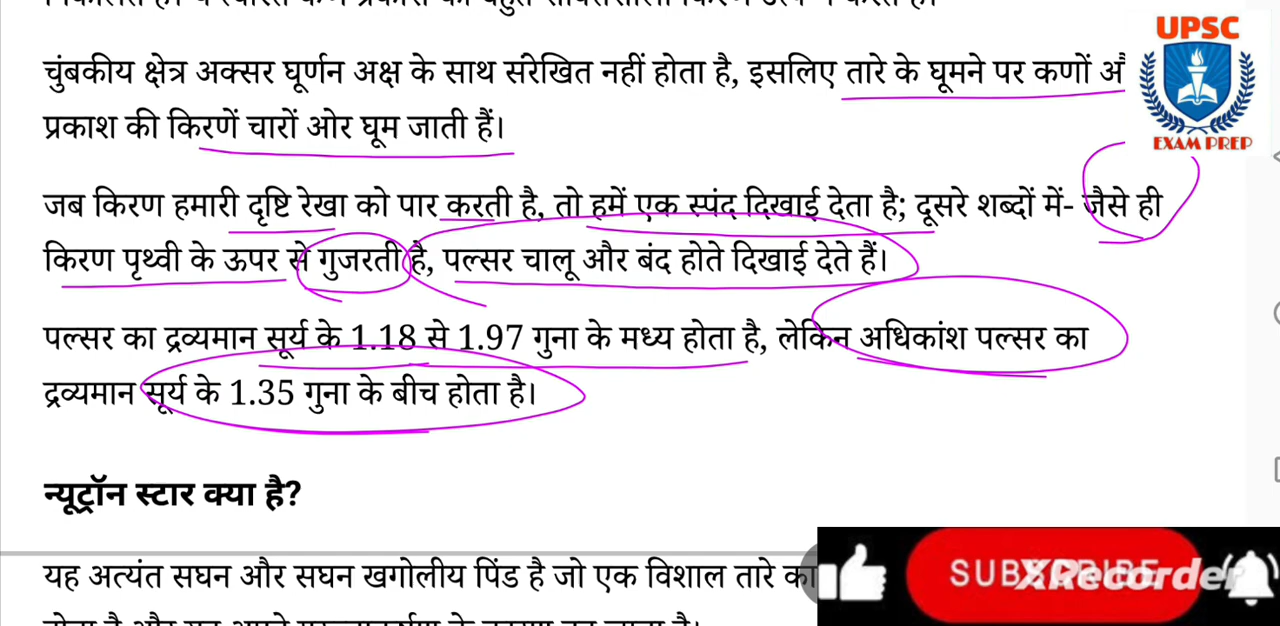 चुंबकीय क्षेत्र अक्सर घूर्णन अक्ष के साथ संरेखित नहीं होता है, इसलिए तारे के घूमने पर कणों
प्रकाश की किरणें चारों ओर घूम जाती हैं।
जब किरण हमारी दृष्टि रेखा को पार करती है, तो हमें एक स्पंद दिखाई देता है; दूसरे शब्दों में- जैसे ही
किरण पृथ्वी के ऊपर से गुजरती है, पल्सर चालू और बंद होते दिखाई देते हैं।
पल्सर का द्रव्यमान सूर्य के 1.18 से 1.97 गुना के मध्य होता है, लेकिन अधिकांश पल्सर का
द्रव्यमान सूर्य के 1.35 गुना के बीच होता है।
न्यूट्रॉन स्टार क्या है?
यह अत्यंत सघन और सघन खगोलीय पिंड है जो एक विशाल तारे का
UPSC
EXAM PREP
SUBSCRIBE
XRecorder